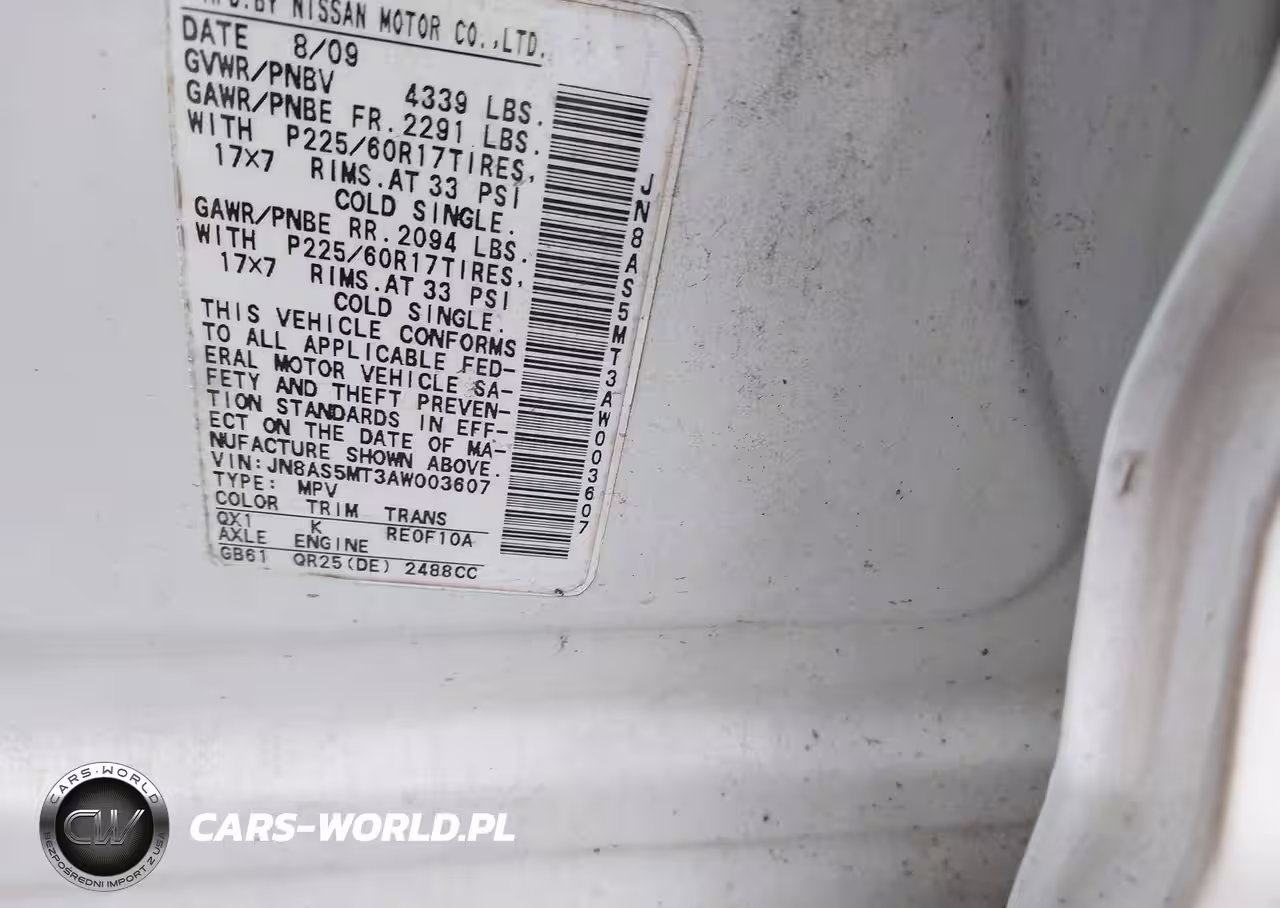 MFD.BY NISSAN MOTOR CO.,LTD.
DATE 8/09
GVWR/PNBV 4339 LBS.
GAWR/PNBE FR.2291 LBS.
WITH P225/60R17TIRES,
17×7 RIMS.AT 33 PSI
COLD SINGLE.
GAWR/PNBE RR.2094 LBS.
WITH P225/60R17TIRES,
17×7 RIMS.AT 33 PSI
COLD SINGLE.
THIS VEHICLE CONFORMS
TO ALL APPLICABLE FED-
ERAL MOTOR VEHICLE SA-
FETY AND THEFT PREVEN-
TION STANDARDS IN EFF-
ECT ON THE DATE OF MA-
NUFACTURE SHOWN ABOVE.
VIN:JN8AS5MT3AW003607
TYPE: MPV
COLOR TRIM TRANS
QX1 K RE0F10A
AXLE ENGINE
GB61 QR25(DE) 2488CC
JN8AS5MT3AW003607
CARS-WORLD
CW
BEZPOŚREDNI IMPORT Z USA
CARS-WORLD.PL